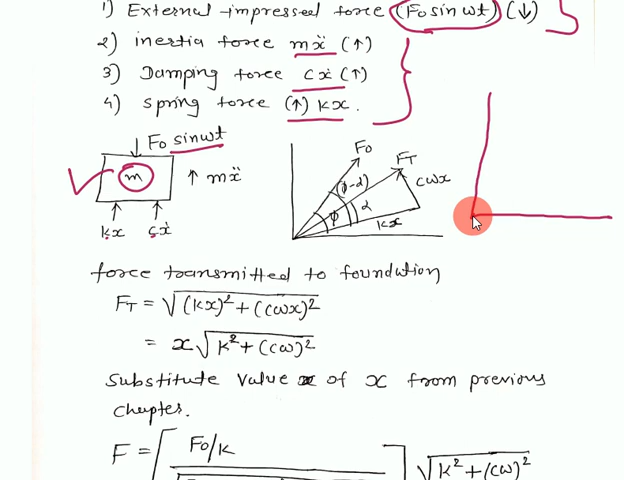 1) External impressed force (F₀ sin ωt) (↓)
2) inertia force mẍ (↑)
3) Damping force cẋ (↑)
4) spring force (↑) kx .
F₀ sinωt
m
↑ mẍ
kx cẋ
F₀
FT
cωx
(ϕ-α)
ϕ
α
kx
force transmitted to foundation
FT = √(kx)² + (cωx)²
= x√k² + (cω)²
Substitute value of x from previous
chapter.
F = [ F₀/k ] √k² + (cω)²